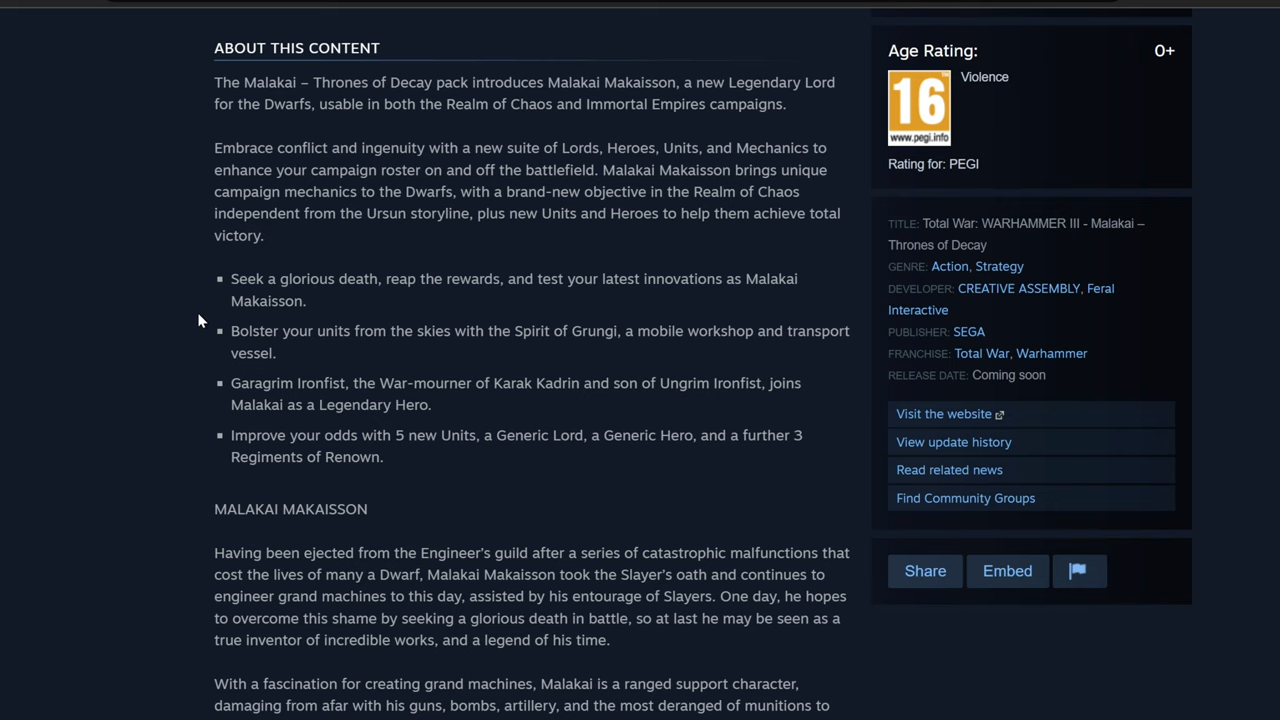 ABOUT THIS CONTENT
The Malakai – Thrones of Decay pack introduces Malakai Makaisson, a new Legendary Lord
for the Dwarfs, usable in both the Realm of Chaos and Immortal Empires campaigns.
Embrace conflict and ingenuity with a new suite of Lords, Heroes, Units, and Mechanics to
enhance your campaign roster on and off the battlefield. Malakai Makaisson brings unique
campaign mechanics to the Dwarfs, with a brand-new objective in the Realm of Chaos
independent from the Ursun storyline, plus new Units and Heroes to help them achieve total
victory.
Seek a glorious death, reap the rewards, and test your latest innovations as Malakai
Makaisson.
Bolster your units from the skies with the Spirit of Grungi, a mobile workshop and transport
vessel.
Garagrim Ironfist, the War-mourner of Karak Kadrin and son of Ungrim Ironfist, joins
Malakai as a Legendary Hero.
Improve your odds with 5 new Units, a Generic Lord, a Generic Hero, and a further 3
Regiments of Renown.
MALAKAI MAKAISSON
Having been ejected from the Engineer's guild after a series of catastrophic malfunctions that
cost the lives of many a Dwarf, Malakai Makaisson took the Slayer's oath and continues to
engineer grand machines to this day, assisted by his entourage of Slayers. One day, he hopes
to overcome this shame by seeking a glorious death in battle, so at last he may be seen as a
true inventor of incredible works, and a legend of his time.
With a fascination for creating grand machines, Malakai is a ranged support character,
damaging from afar with his guns, bombs, artillery, and the most deranged of munitions to
Age Rating: 0+
16
www.pegi.info
Violence
Rating for: PEGI
TITLE: Total War: WARHAMMER III - Malakai –
Thrones of Decay
GENRE: Action, Strategy
DEVELOPER: CREATIVE ASSEMBLY, Feral
Interactive
PUBLISHER: SEGA
FRANCHISE: Total War, Warhammer
RELEASE DATE: Coming soon
Visit the website
View update history
Read related news
Find Community Groups
Share Embed